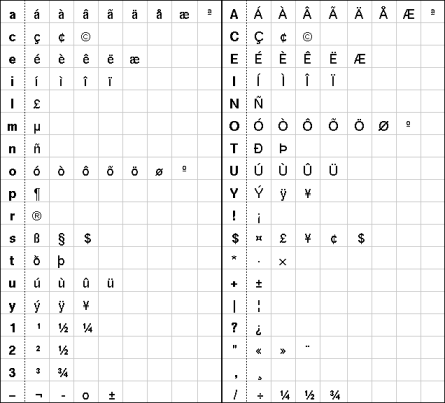 a á à â ã ä å æ ª
c ç ¢ ©
e é è ê ë æ
i í ì î ï
l £
m µ
n ñ
o ó ò ô õ ö ø º
p ¶
r ®
s ß § $
t ð þ
u ú ù û ü
y ý ÿ ¥
1 ¹ ½ ¼
2 ² ½
3 ³ ¾
– ¬ - o ±
A Á À Â Ã Ä Å Æ ª
C Ç ¢ ©
E É È Ê Ë Æ
I Í Ì Î Ï
N Ñ
O Ó Ò Ô Õ Ö Ø º
T Ð Þ
U Ú Ù Û Ü
Y Ý ÿ ¥
! ¡
$ ¤ £ ¥ ¢ $
* · ×
+ ±
| ¦
? ¿
" « » ¨
, ¸
/ ÷ ¼ ½ ¾